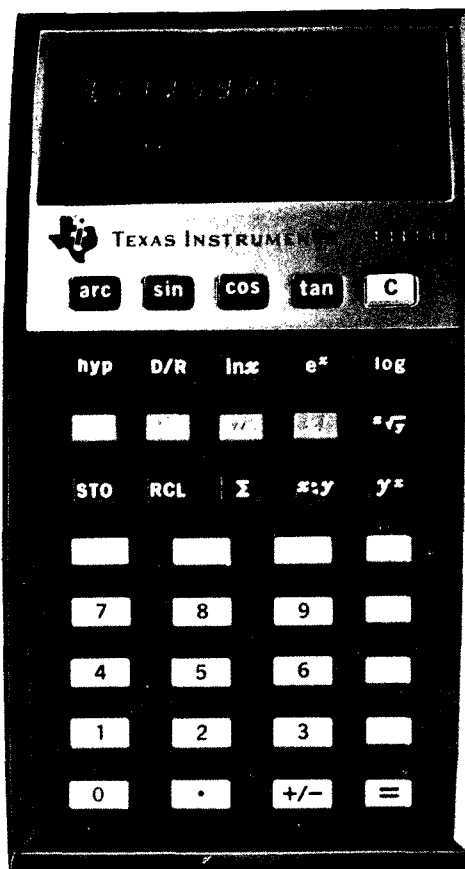 TEXAS INSTRUMENTS
arc sin cos tan C
hyp D/R lnx eˣ log
ˣ√y
STO RCL Σ x:y yˣ
7 8 9
4 5 6
1 2 3
0 . +/− =